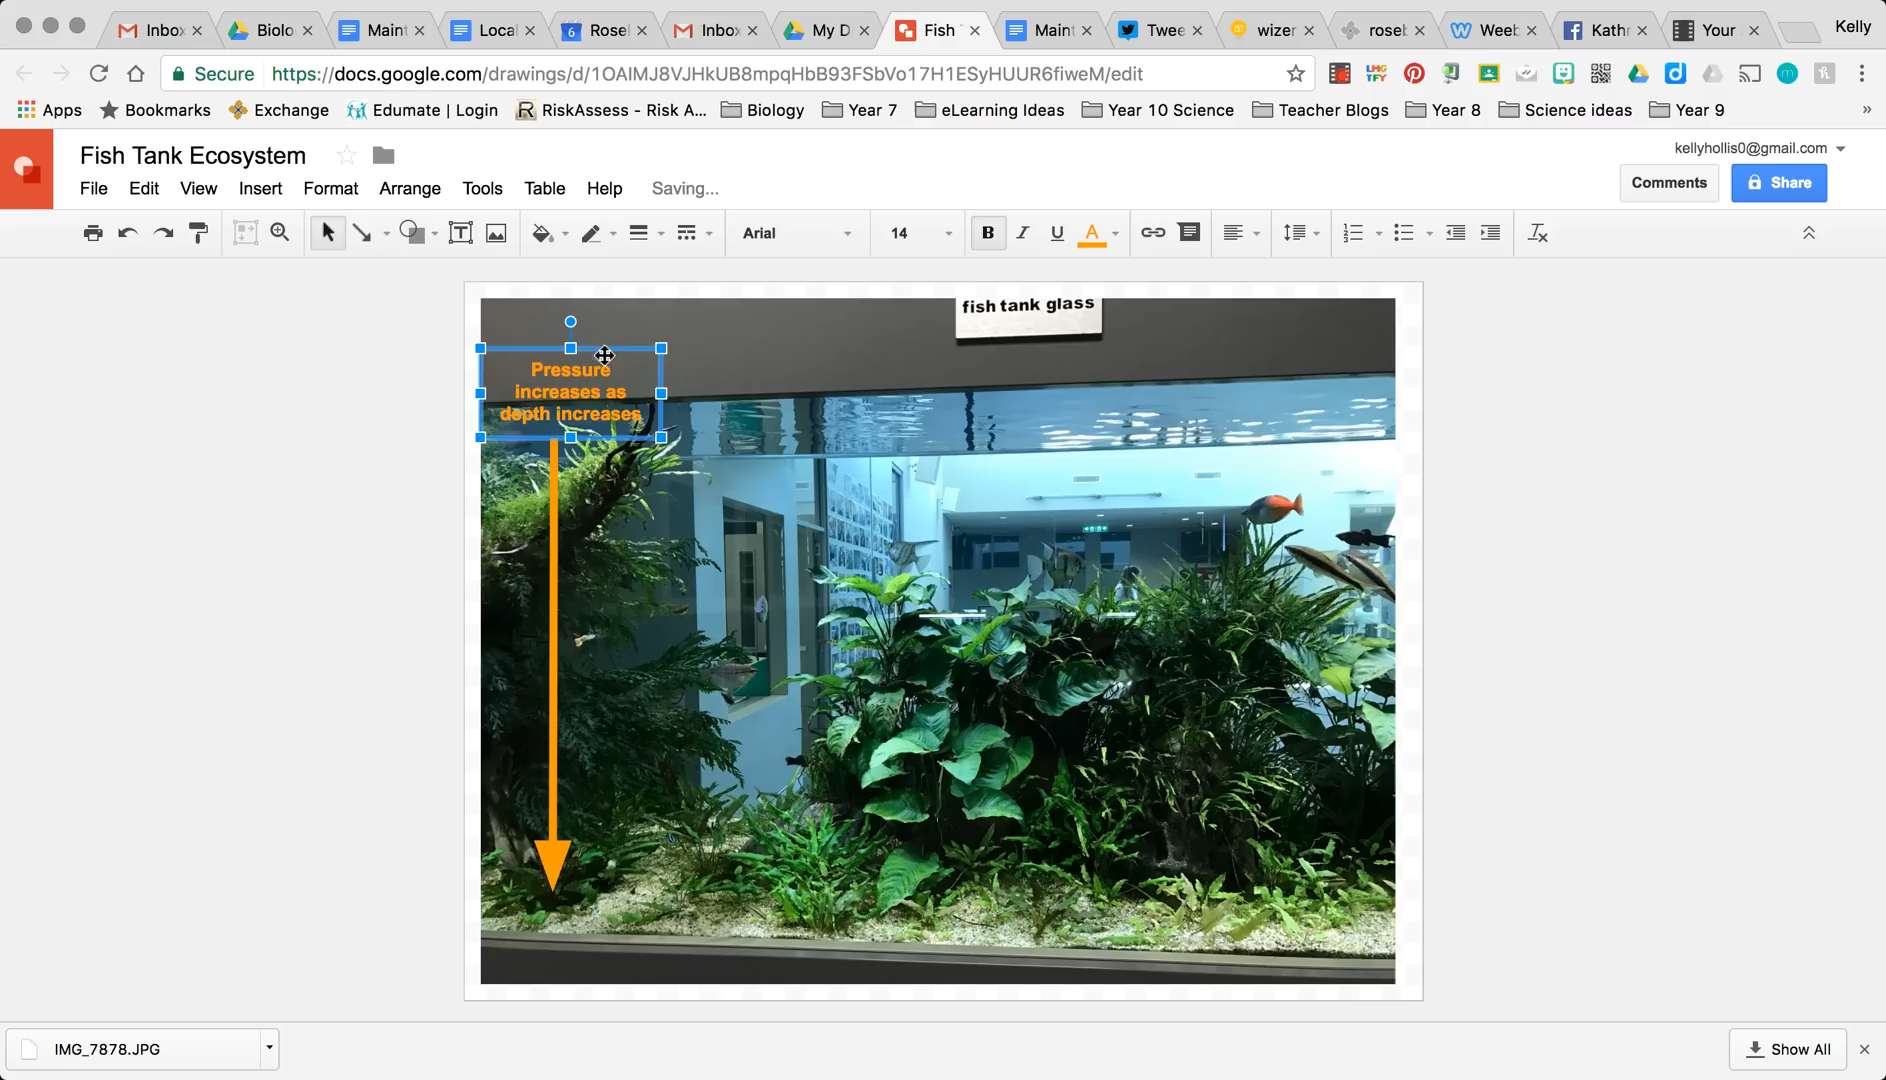 Inbox
Biolo
Maint
Local
Rosel
Inbox
My D
Fish T
Maint
Twee
wizer
roseb
Weeb
Kathr
Your
Kelly
Secure https://docs.google.com/drawings/d/1OAIMJ8VJHkUB8mpqHbB93FSbVo17H1ESyHUUR6fiweM/edit
Apps Bookmarks Exchange Edumate | Login RiskAssess - Risk A... Biology Year 7 eLearning Ideas Year 10 Science Teacher Blogs Year 8 Science ideas Year 9 »
Fish Tank Ecosystem
kellyhollis0@gmail.com
File Edit View Insert Format Arrange Tools Table Help Saving...
Comments Share
Arial 14 B I U A
fish tank glass
Pressure
increases as
depth increases
IMG_7878.JPG
Show All